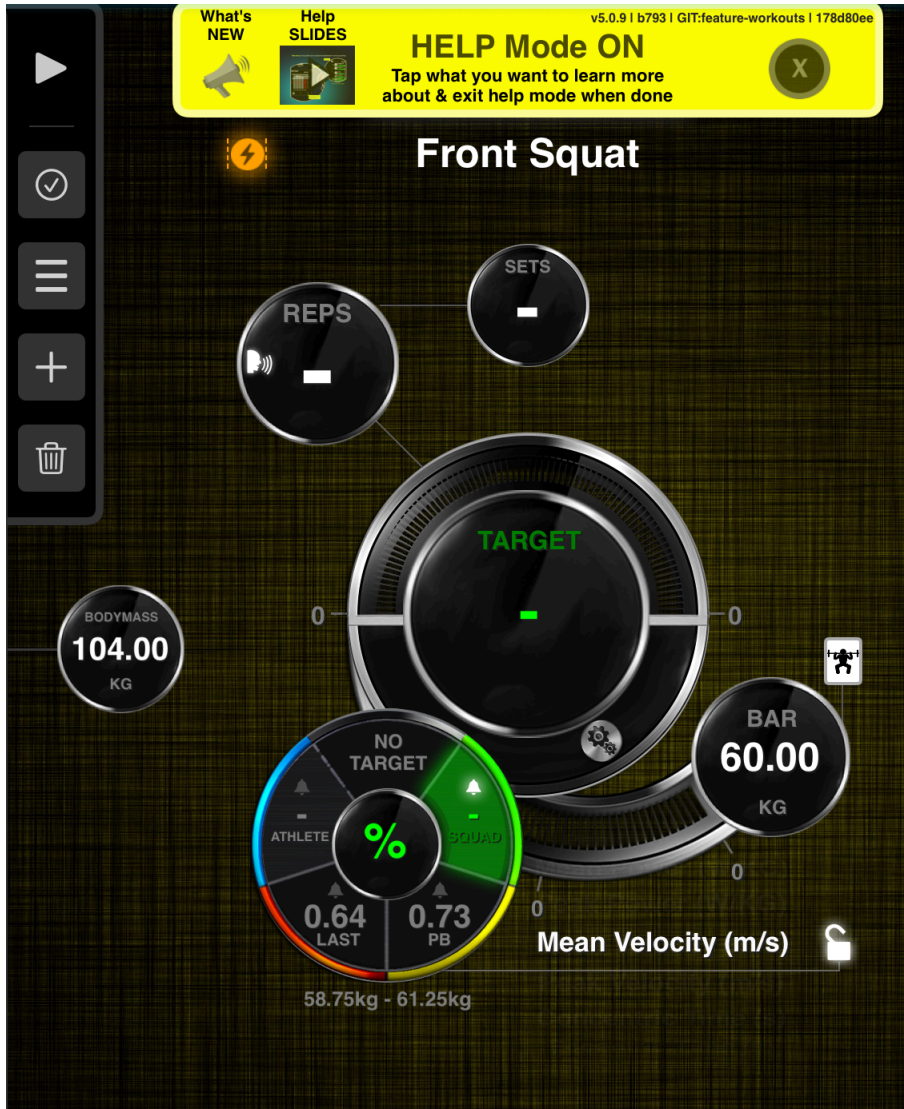 What's
NEW
Help
SLIDES
v5.0.9 | b793 | GIT:feature-workouts | 178d80ee
HELP Mode ON
Tap what you want to learn more
about & exit help mode when done
X
Front Squat
SETS
-
REPS
-
TARGET
-
0
0
BODYMASS
104.00
KG
BAR
60.00
KG
NO
TARGET
-
ATHLETE
%
-
SQUAD
0.64
LAST
0.73
PB
0
0
Mean Velocity (m/s)
58.75kg - 61.25kg